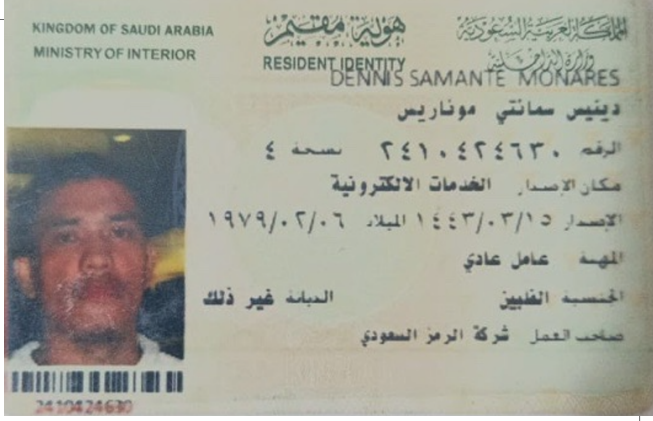 KINGDOM OF SAUDI ARABIA
MINISTRY OF INTERIOR
هوية مقيم
RESIDENT IDENTITY
المملكة العربية السعودية
وزارة الداخلية
DENNIS SAMANTE MONARES
دينيس سمانتي موناريس
الرقم ٢٤١٠٤٢٤٦٣٠ نسخة ٤
مكان الإصدار الخدمات الالكترونية
الإصدار ١٤٤٣/٠٣/١٥ الميلاد ١٩٧٩/٠٢/٠٦
المهنة عامل عادي
الجنسية الفلبين الديانة غير ذلك
صاحب العمل شركة الرمز السعودي
2410424630